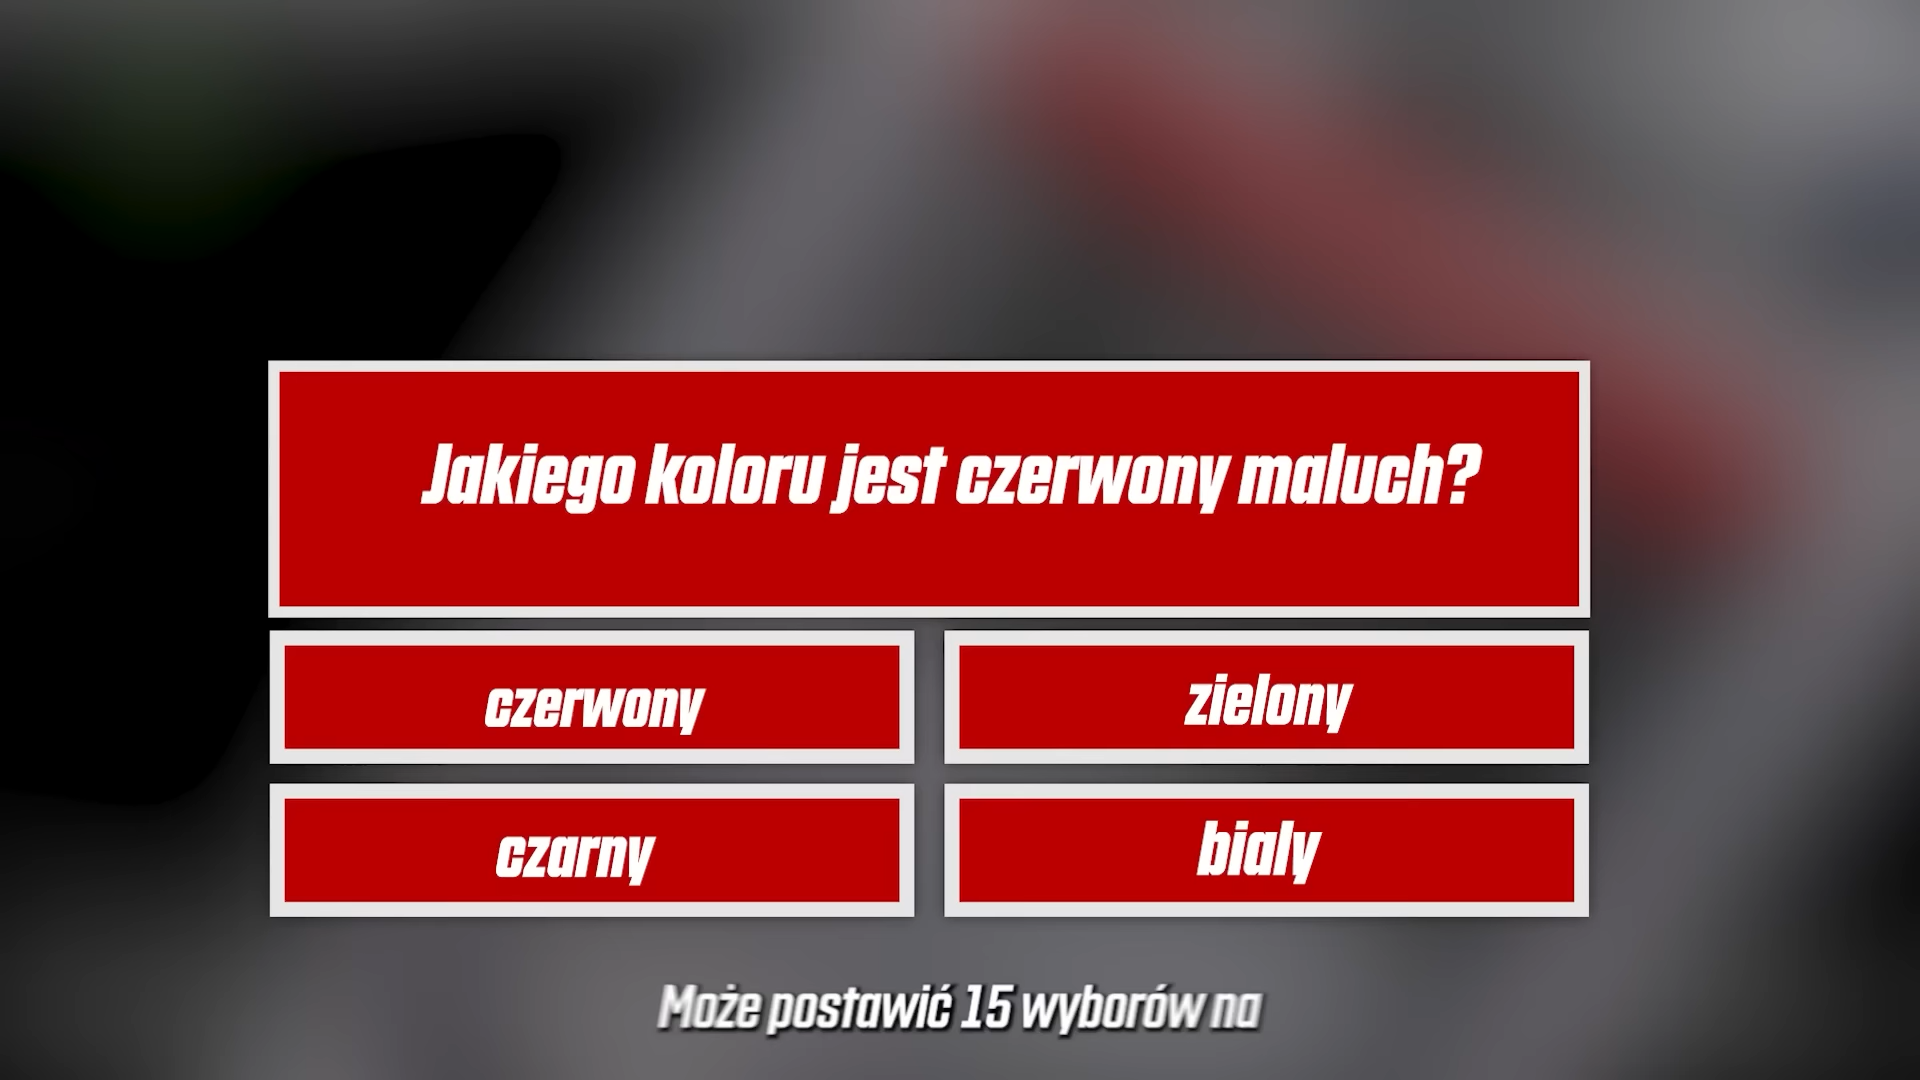 Jakiego koloru jest czerwony maluch?
czerwony
zielony
czarny
biały
Może postawić 15 wyborów na